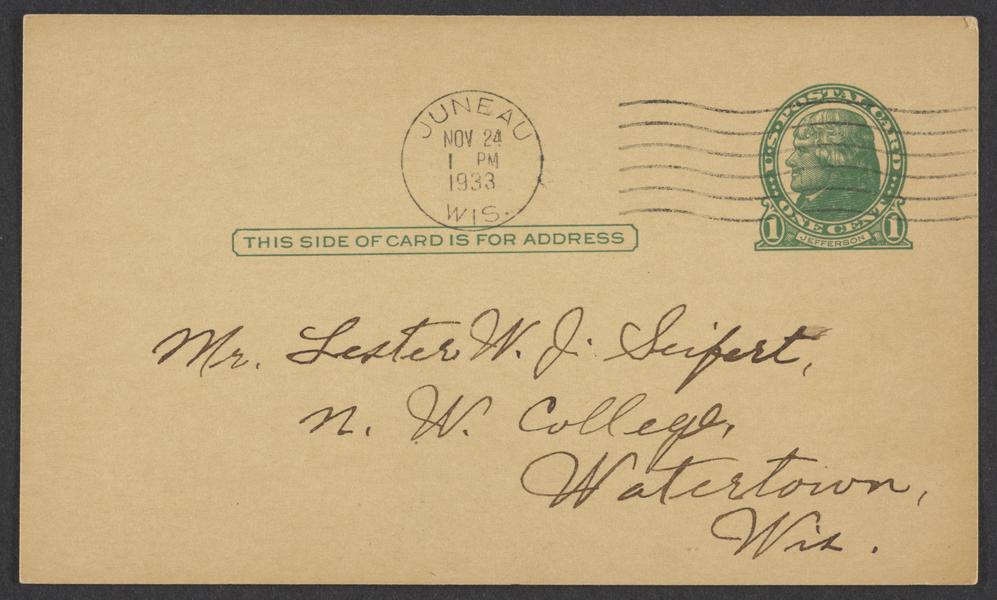 JUNEAU
NOV 24
1 PM
1933
WIS.
U.S. POSTAL CARD
ONE CENT
1 JEFFERSON 1
THIS SIDE OF CARD IS FOR ADDRESS
Mr. Lester W. J. Seifert,
N. W. College,
Watertown,
Wis.